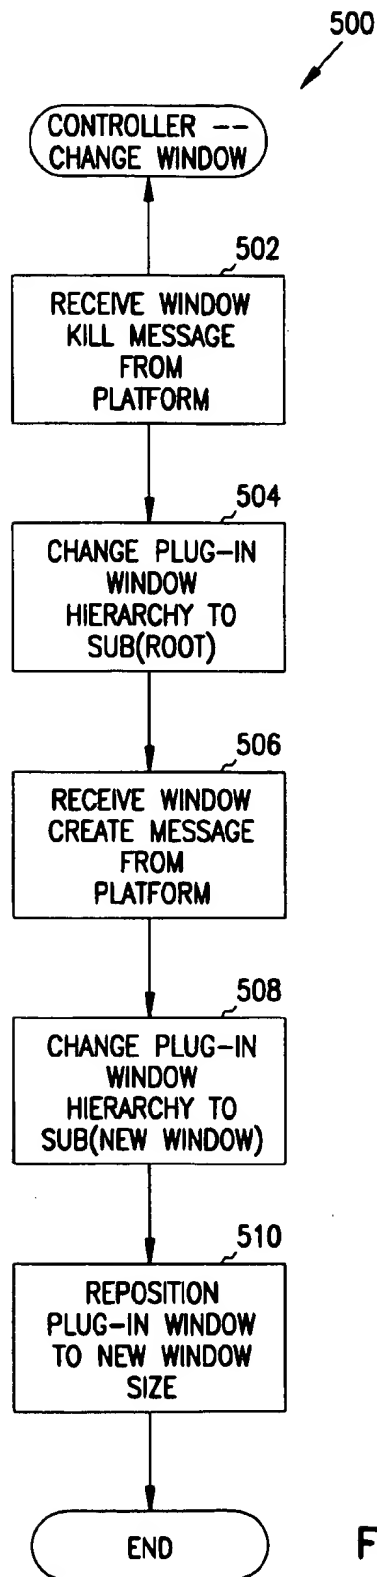 500
CONTROLLER --
CHANGE WINDOW
502
RECEIVE WINDOW
KILL MESSAGE
FROM
PLATFORM
504
CHANGE PLUG-IN
WINDOW
HIERARCHY TO
SUB(ROOT)
506
RECEIVE WINDOW
CREATE MESSAGE
FROM
PLATFORM
508
CHANGE PLUG-IN
WINDOW
HIERARCHY TO
SUB(NEW WINDOW)
510
REPOSITION
PLUG-IN WINDOW
TO NEW WINDOW
SIZE
END
F